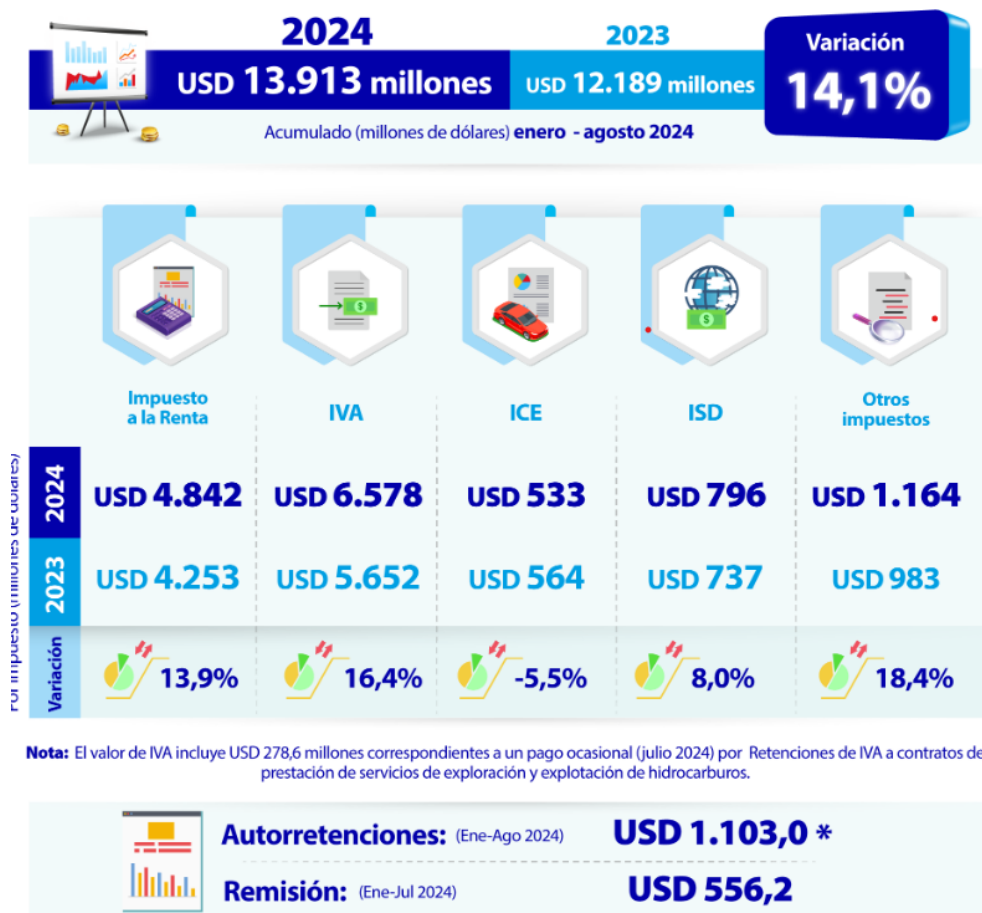 2024
2023
Variación
USD 13.913 millones
USD 12.189 millones
14,1%
Acumulado (millones de dólares) enero - agosto 2024
Impuesto
a la Renta
IVA
ICE
ISD
Otros
impuestos
Por impuesto (millones de dólares)
2024
USD 4.842
USD 6.578
USD 533
USD 796
USD 1.164
2023
USD 4.253
USD 5.652
USD 564
USD 737
USD 983
Variación
13,9%
16,4%
-5,5%
8,0%
18,4%
Nota: El valor de IVA incluye USD 278,6 millones correspondientes a un pago ocasional (julio 2024) por Retenciones de IVA a contratos de
prestación de servicios de exploración y explotación de hidrocarburos.
Autorretenciones: (Ene-Ago 2024) USD 1.103,0 *
Remisión: (Ene-Jul 2024) USD 556,2